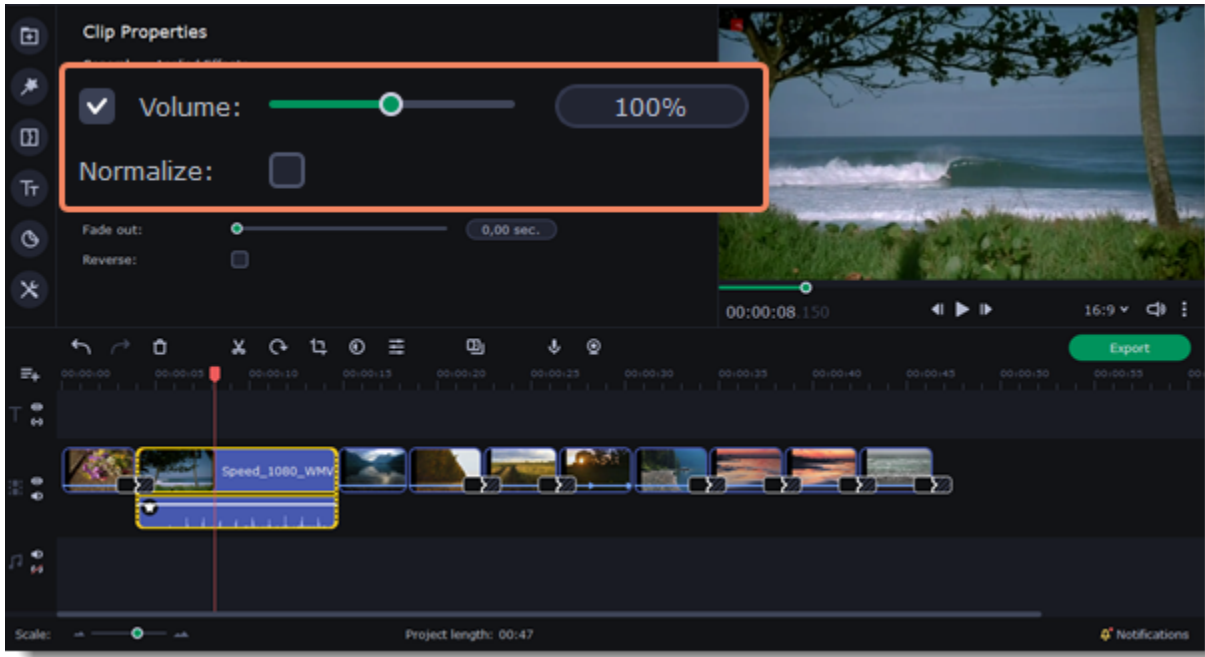 Clip Properties
Volume: 100%
Normalize:
Fade out: 0,00 sec.
Reverse:
00:00:08.150
16:9
Export
00:00:00 00:00:05 00:00:10 00:00:15 00:00:20 00:00:25 00:00:30 00:00:35 00:00:40 00:00:45 00:00:50 00:00:55
Speed_1080_WMV
Scale:
Project length: 00:47
Notifications